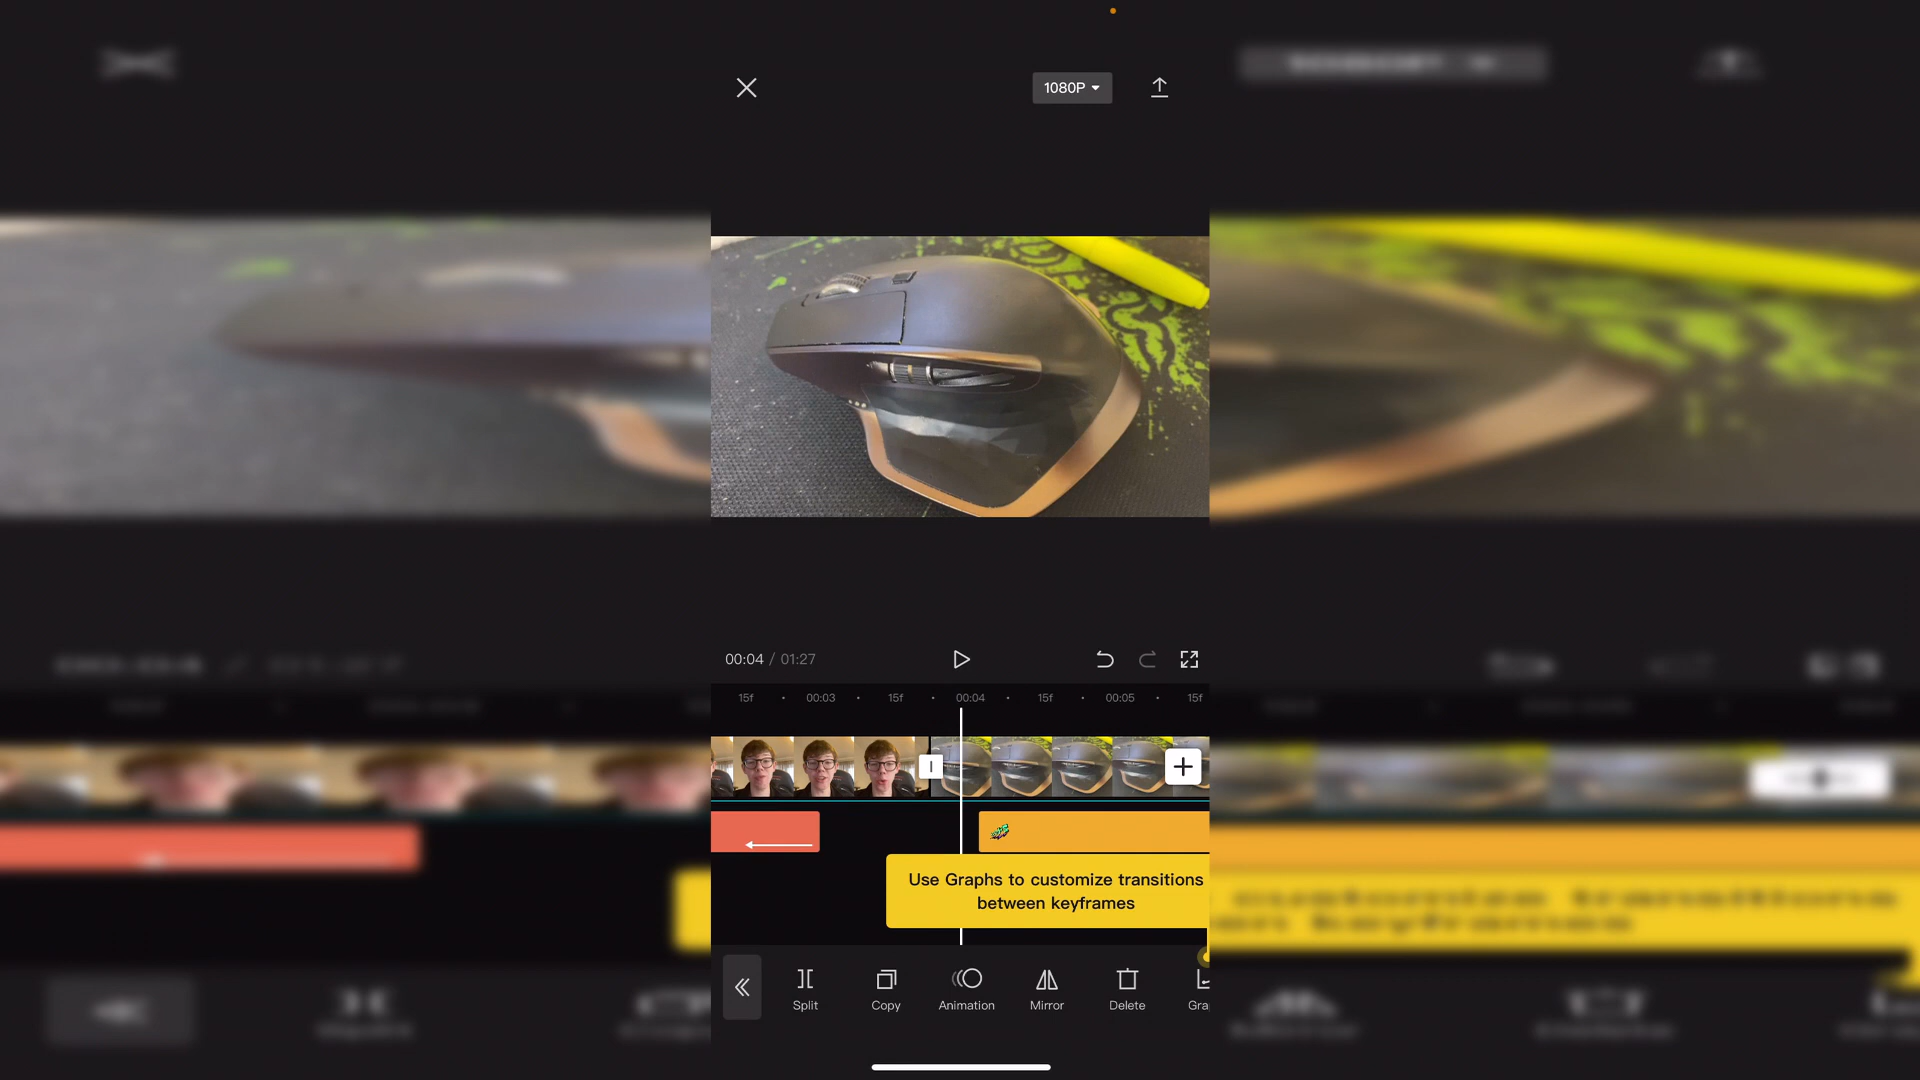 1080P
00:04 / 01:27
15f 00:03 15f 00:04 15f 00:05 15f
Use Graphs to customize transitions
between keyframes
Split Copy Animation Mirror Delete Gra